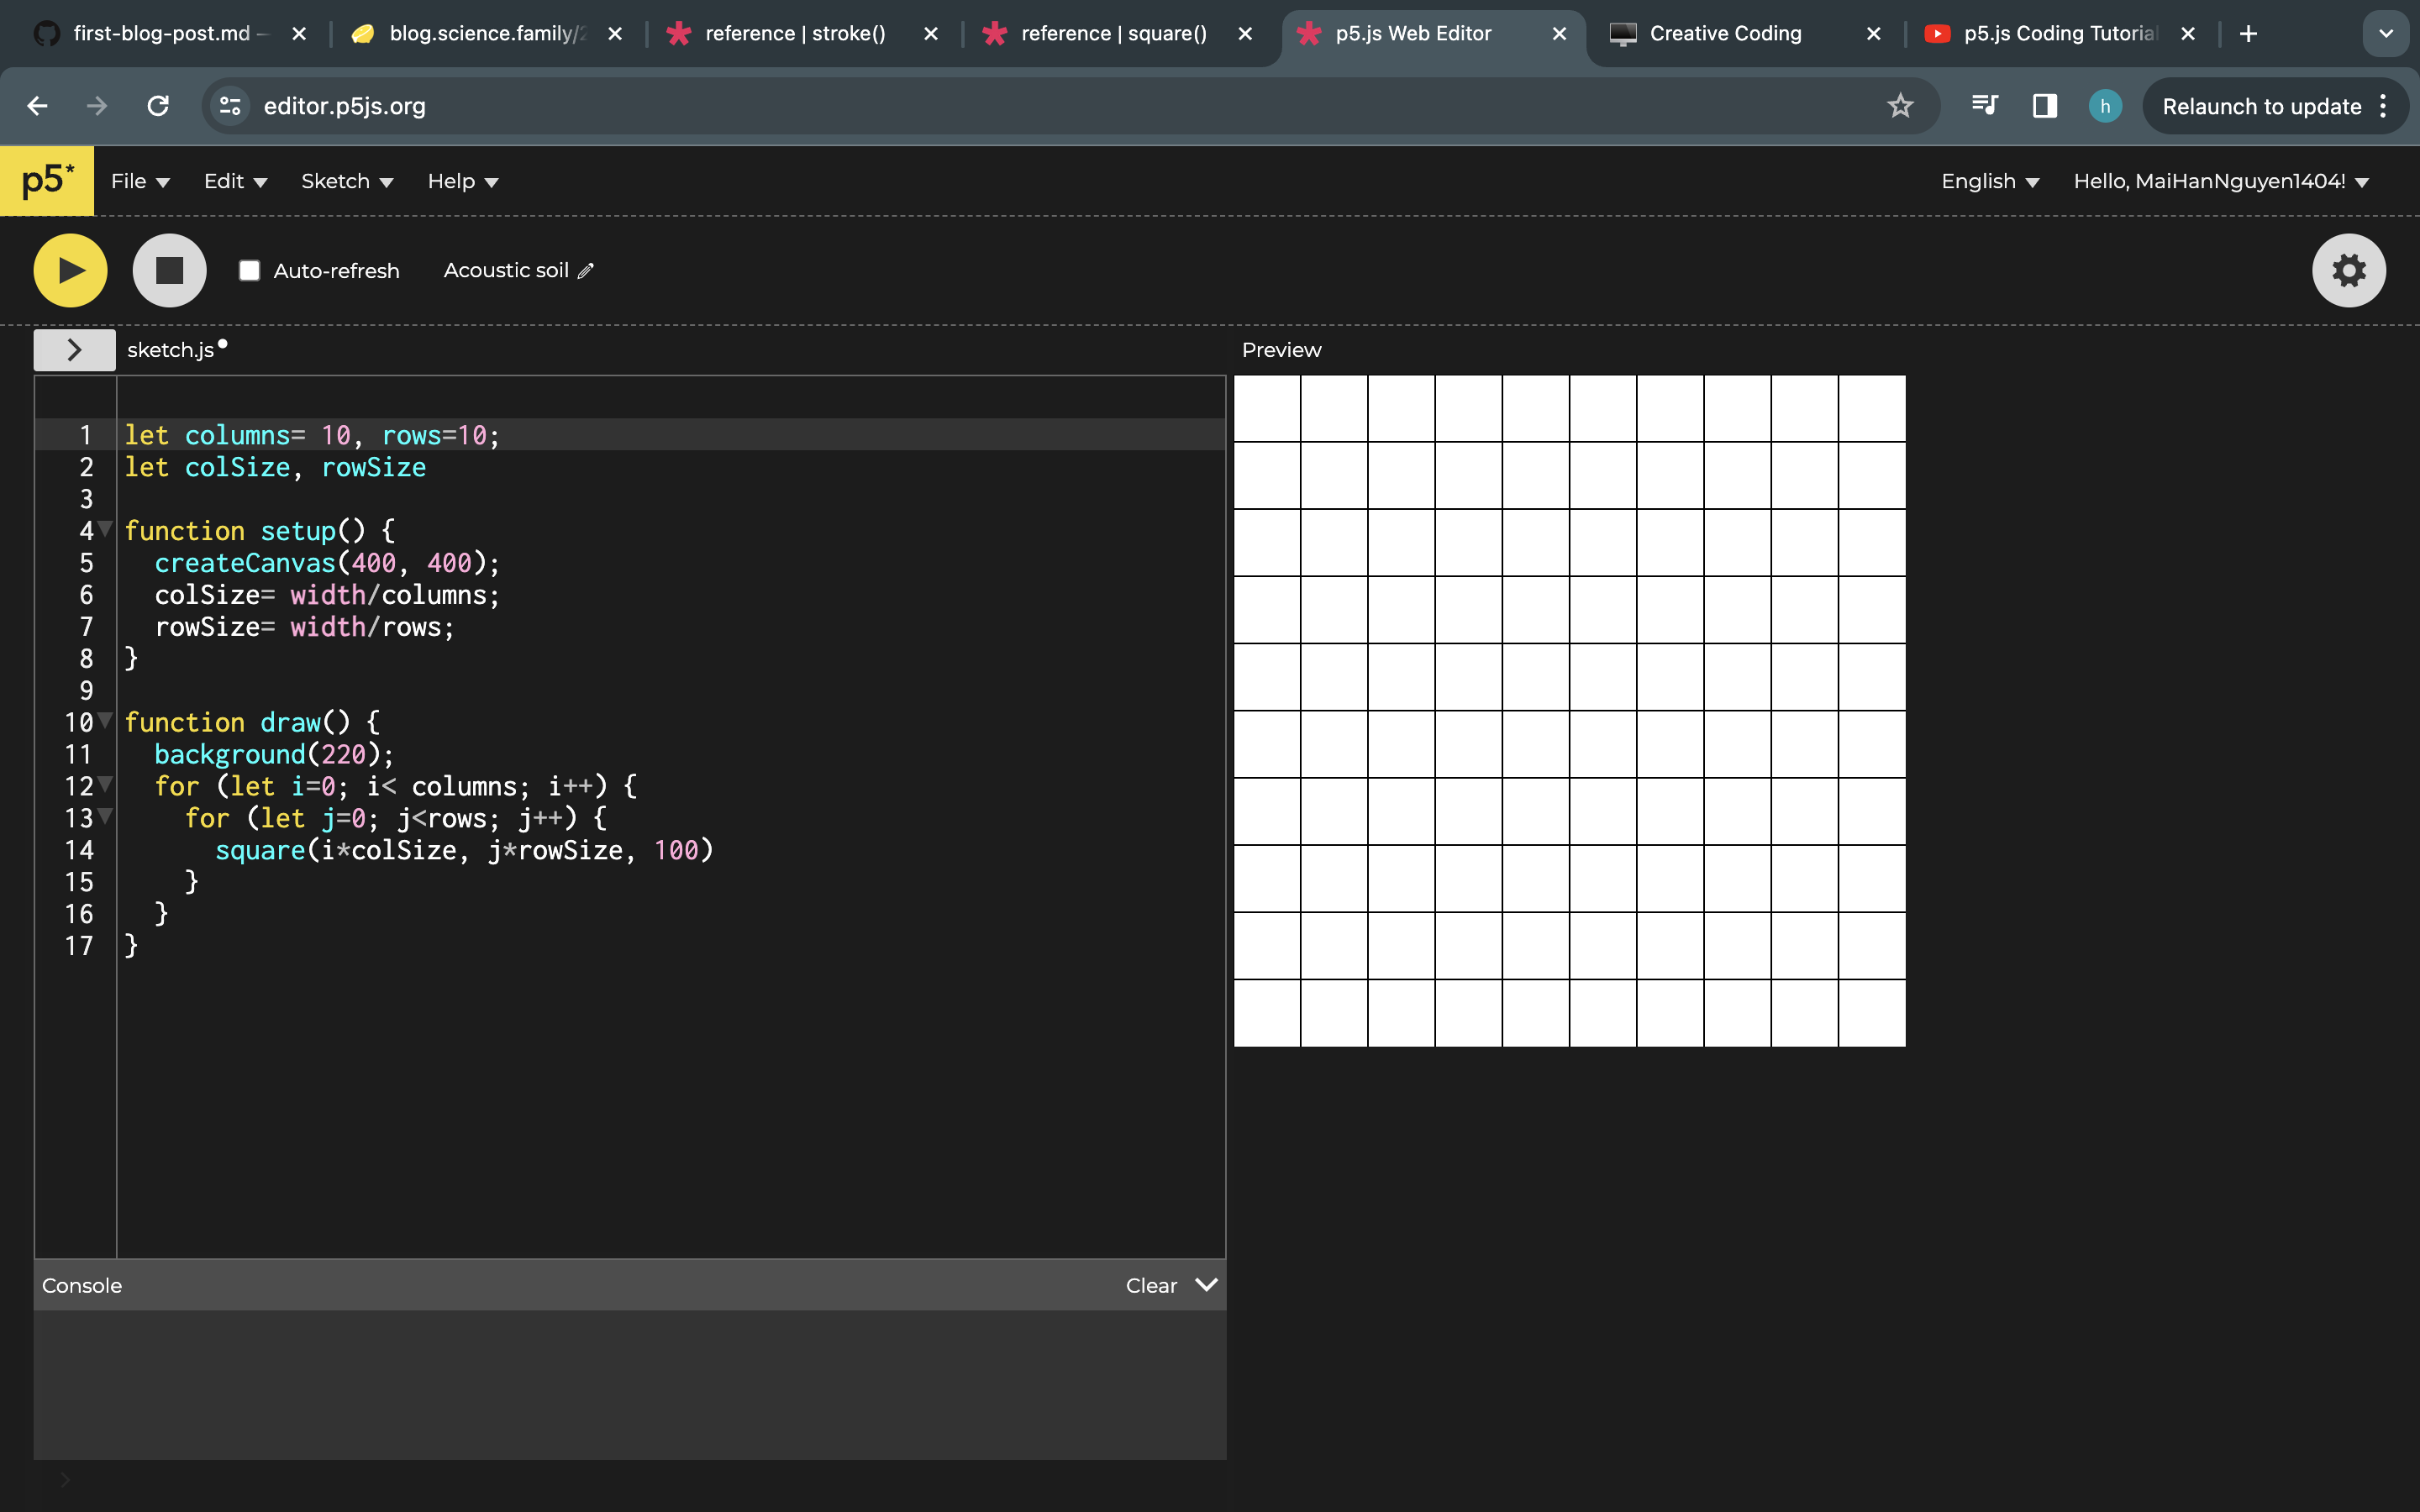 first-blog-post.md –
blog.science.family/2
reference | stroke()
reference | square()
p5.js Web Editor
Creative Coding
p5.js Coding Tutorial
editor.p5js.org
h
Relaunch to update
p5*
File
Edit
Sketch
Help
English
Hello, MaiHanNguyen1404!
Auto-refresh
Acoustic soil
sketch.js
Preview
1 let columns= 10, rows=10;
2 let colSize, rowSize
3
4 function setup() {
5   createCanvas(400, 400);
6   colSize= width/columns;
7   rowSize= width/rows;
8 }
9
10 function draw() {
11   background(220);
12   for (let i=0; i< columns; i++) {
13     for (let j=0; j<rows; j++) {
14       square(i*colSize, j*rowSize, 100)
15     }
16   }
17 }
Console
Clear